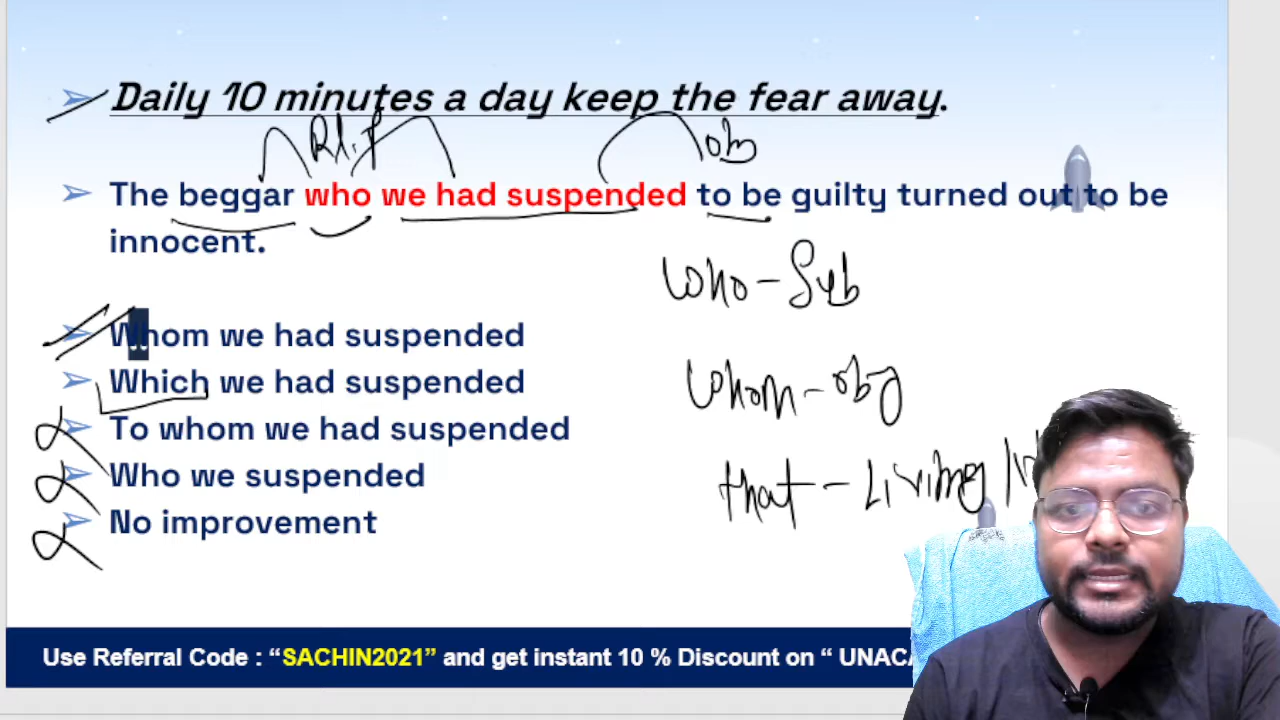 Daily 10 minutes a day keep the fear away.
ob
The beggar who we had suspended to be guilty turned out to be
innocent.
who - Sub
Whom we had suspended
Which we had suspended
whom - obj
To whom we had suspended
Who we suspended
that - Living /
No improvement
Use Referral Code : “SACHIN2021” and get instant 10 % Discount on “ UNACA